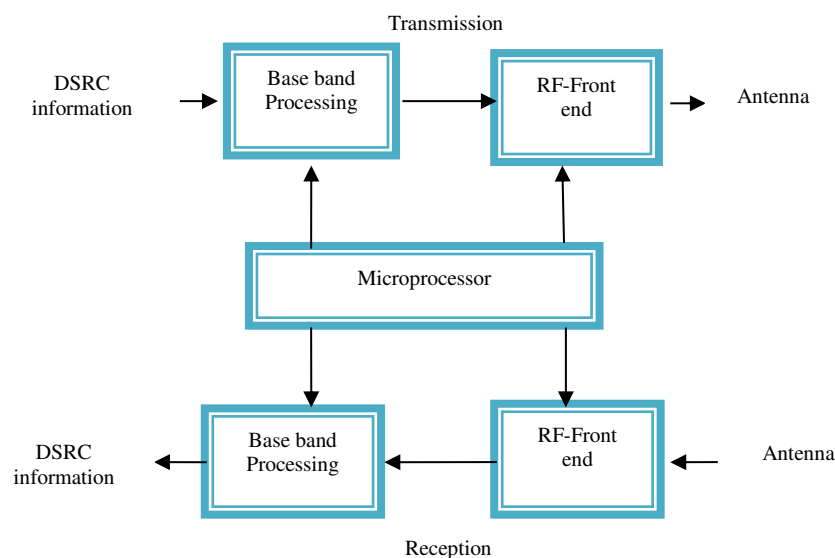 Transmission
DSRC
information
Base band
Processing
RF-Front
end
Antenna
Microprocessor
DSRC
information
Base band
Processing
RF-Front
end
Antenna
Reception